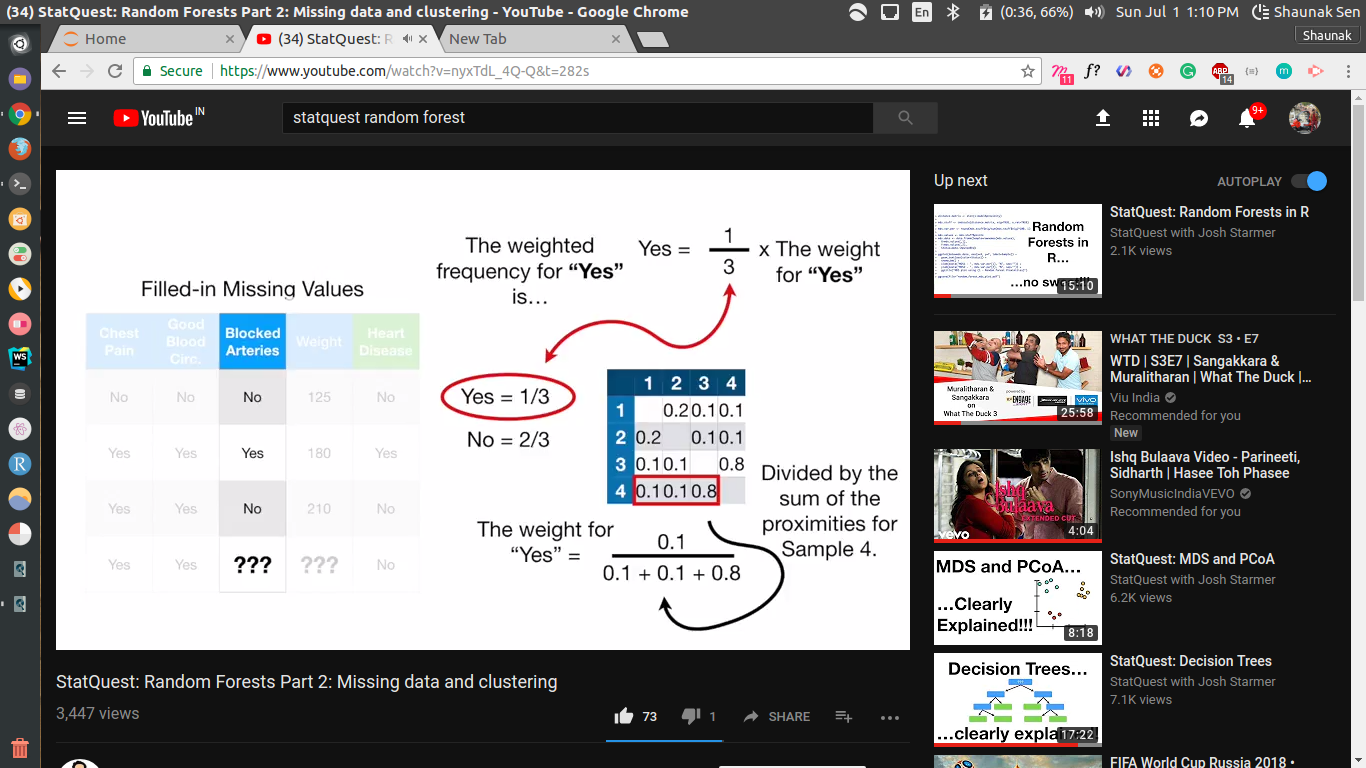 (34) StatQuest: Random Forests Part 2: Missing data and clustering - YouTube - Google Chrome
En
(0:36, 66%)
Sun Jul 1 1:10 PM
Shaunak Sen
Shaunak
Home
(34) StatQuest: R
New Tab
Secure
https://www.youtube.com/watch?v=nyxTdL_4Q-Q&t=282s
11
f?
ABP
14
m
YouTube IN
statquest random forest
9+
The weighted
frequency for “Yes”
is…
Yes = 1/3 x The weight
for “Yes”
Filled-in Missing Values
Chest Pain Good Blood Circ. Blocked Arteries Weight Heart Disease
No No No 125 No
Yes Yes Yes 180 Yes
Yes Yes No 210 No
Yes Yes ??? ??? No
Yes = 1/3
No = 2/3
1 2 3 4
1 0.2 0.1 0.1
2 0.2 0.1 0.1
3 0.1 0.1 0.8
4 0.1 0.1 0.8
Divided by the
sum of the
proximities for
Sample 4.
The weight for
“Yes” =
0.1
0.1 + 0.1 + 0.8
StatQuest: Random Forests Part 2: Missing data and clustering
3,447 views
73
1
SHARE
Up next
AUTOPLAY
Random
Forests in
R…
…no sw
15:10
StatQuest: Random Forests in R
StatQuest with Josh Starmer
2.1K views
Muralitharan &
Sangakkara
on
What The Duck 3
ENGAGE
VIVO
25:58
WHAT THE DUCK S3 • E7
WTD | S3E7 | Sangakkara &
Muralitharan | What The Duck |...
Viu India
Recommended for you
New
Ishq
Bulaava
EXTENDED CUT
vevo
4:04
Ishq Bulaava Video - Parineeti,
Sidharth | Hasee Toh Phasee
SonyMusicIndiaVEVO
Recommended for you
MDS and PCoA…
…Clearly
Explained!!!
8:18
StatQuest: MDS and PCoA
StatQuest with Josh Starmer
6.2K views
Decision Trees…
…clearly expla
17:22
StatQuest: Decision Trees
StatQuest with Josh Starmer
7.1K views
FIFA World Cup Russia 2018 •